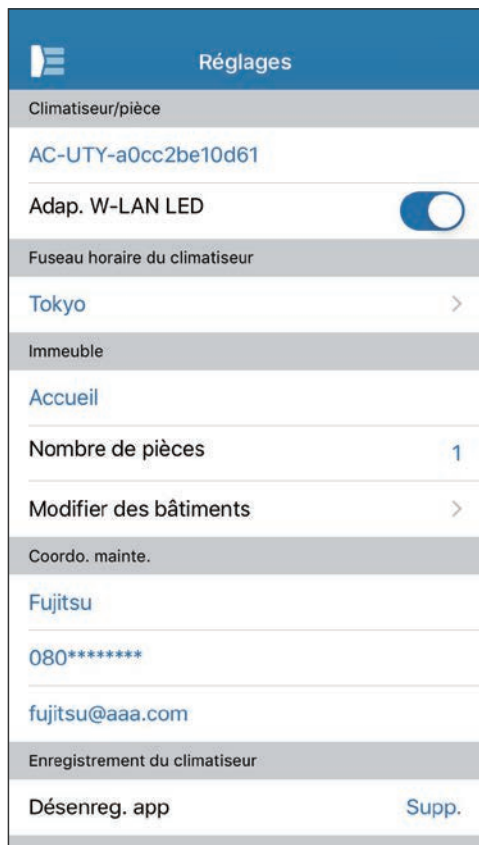 Réglages
Climatiseur/pièce
AC-UTY-a0cc2be10d61
Adap. W-LAN LED
Fuseau horaire du climatiseur
Tokyo
Immeuble
Accueil
Nombre de pièces 1
Modifier des bâtiments
Coordo. mainte.
Fujitsu
080********
fujitsu@aaa.com
Enregistrement du climatiseur
Désenreg. app Supp.